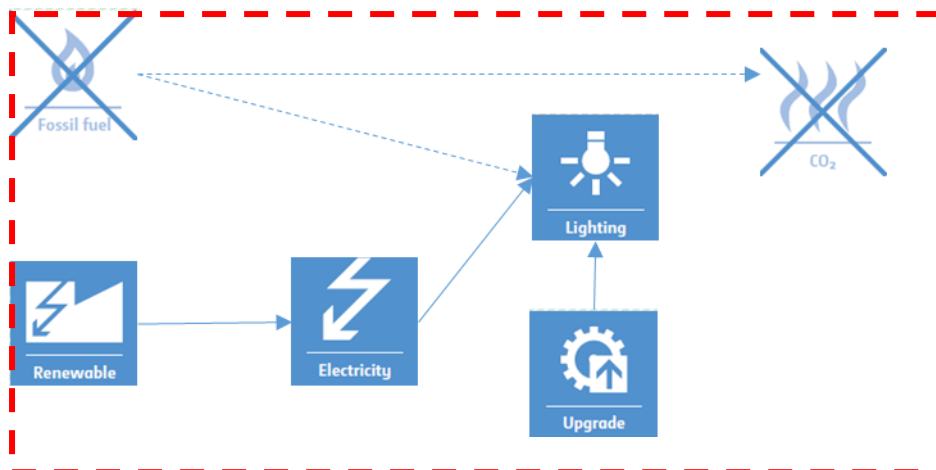 Fossil fuel
CO₂
Lighting
Renewable
Electricity
Upgrade